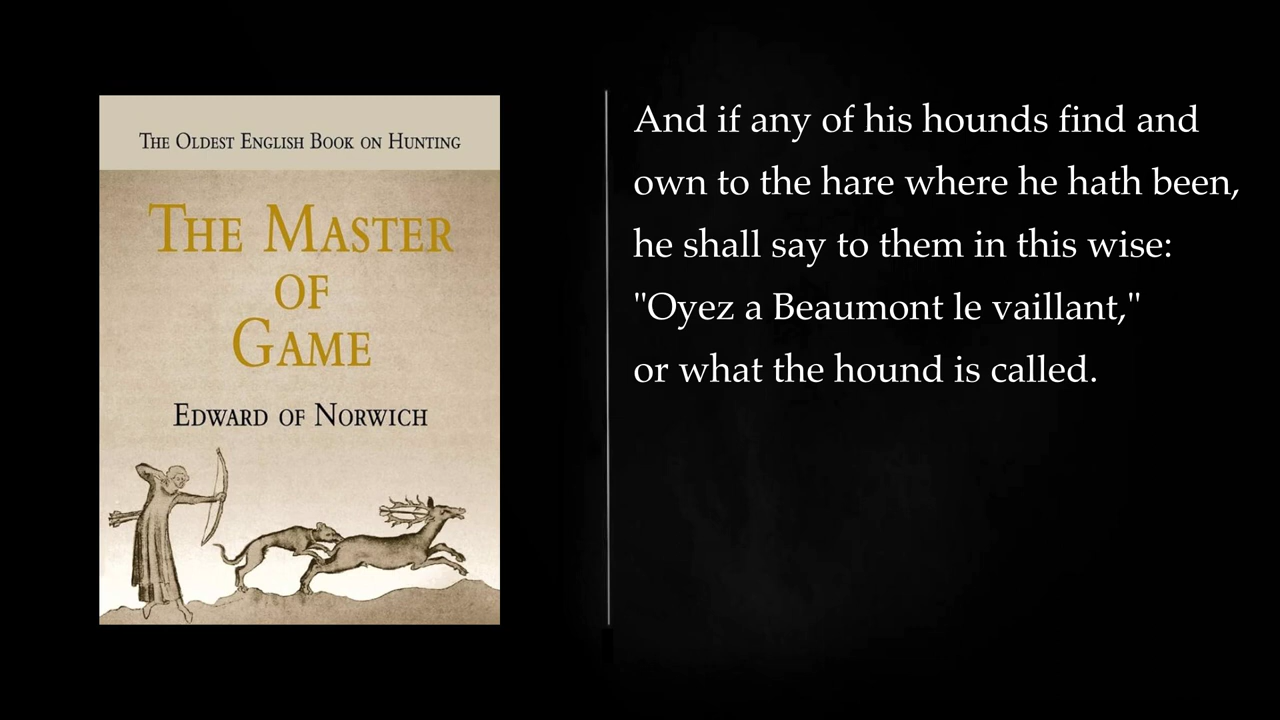 The Oldest English Book on Hunting
The Master
of
Game
Edward of Norwich
And if any of his hounds find and
own to the hare where he hath been,
he shall say to them in this wise:
"Oyez a Beaumont le vaillant,"
or what the hound is called.